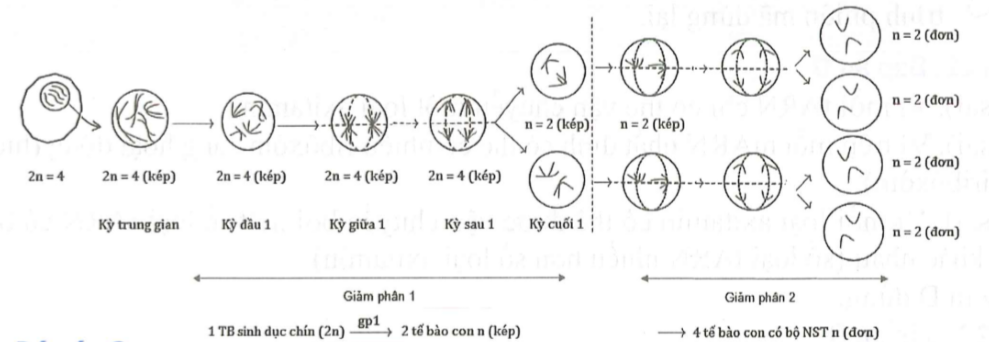 n = 2 (đơn)
n = 2 (đơn)
n = 2 (kép)
n = 2 (kép)
2n = 4
2n = 4 (kép)
2n = 4 (kép)
2n = 4 (kép)
2n = 4 (kép)
n = 2 (đơn)
n = 2 (đơn)
Kỳ trung gian
Kỳ đầu 1
Kỳ giữa 1
Kỳ sau 1
Kỳ cuối 1
Giảm phân 1
Giảm phân 2
1 TB sinh dục chín (2n) gp1 → 2 tế bào con n (kép)
→ 4 tế bào con có bộ NST n (đơn)